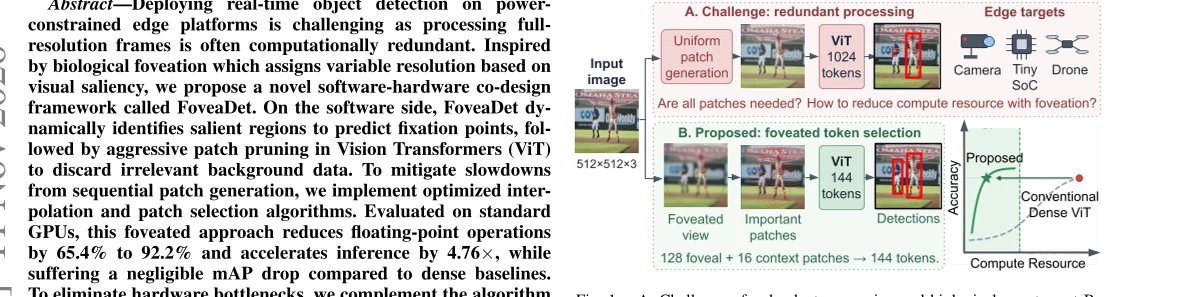 Abstract—Deploying real-time object detection on power-
constrained edge platforms is challenging as processing full-
resolution frames is often computationally redundant. Inspired
by biological foveation which assigns variable resolution based on
visual saliency, we propose a novel software-hardware co-design
framework called FoveaDet. On the software side, FoveaDet dy-
namically identifies salient regions to predict fixation points, fol-
lowed by aggressive patch pruning in Vision Transformers (ViT)
to discard irrelevant background data. To mitigate slowdowns
from sequential patch generation, we implenent optimized inter-
polation and patch selection algorithms. Evaluated on standard
GPUs, this foveated approach reduces floating-point operations
by 65.4% to 92.2% and accelerates inference by 4.76×, while
suffering a negligible mAP drop compared to dense baselines.
To eliminate hardware bottlenecks, we complement the algorithm
Input
image
512×512×3
A. Challenge: redundant processing
Edge targets
Uniform
patch
generation
ViT
1024
tokens
Camera
Tiny
SoC
Drone
Are all patches needed? How to reduce compute resource with foveation?
B. Proposed: foveated token selection
ViT
144
tokens
Foveated
view
Important
patches
Detections
128 foveal + 16 context patches → 144 tokens.
Accuracy
Proposed
Conventional
Dense ViT
Compute Resource